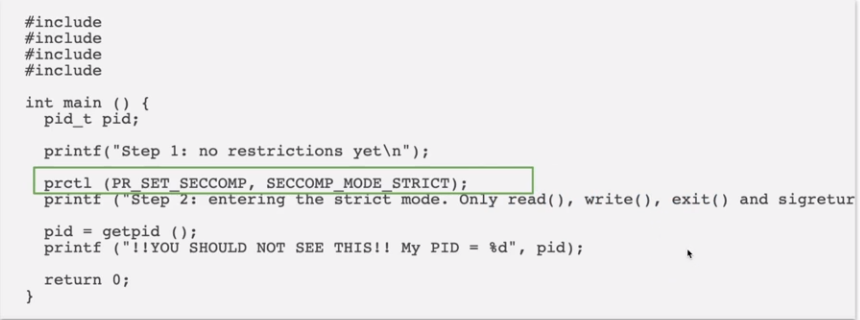 #include
#include
#include
#include
int main () {
pid_t pid;
printf("Step 1: no restrictions yet\n");
prctl (PR_SET_SECCOMP, SECCOMP_MODE_STRICT);
printf ("Step 2: entering the strict mode. Only read(), write(), exit() and sigretur
pid = getpid ();
printf ("!!YOU SHOULD NOT SEE THIS!! My PID = %d", pid);
return 0;
}